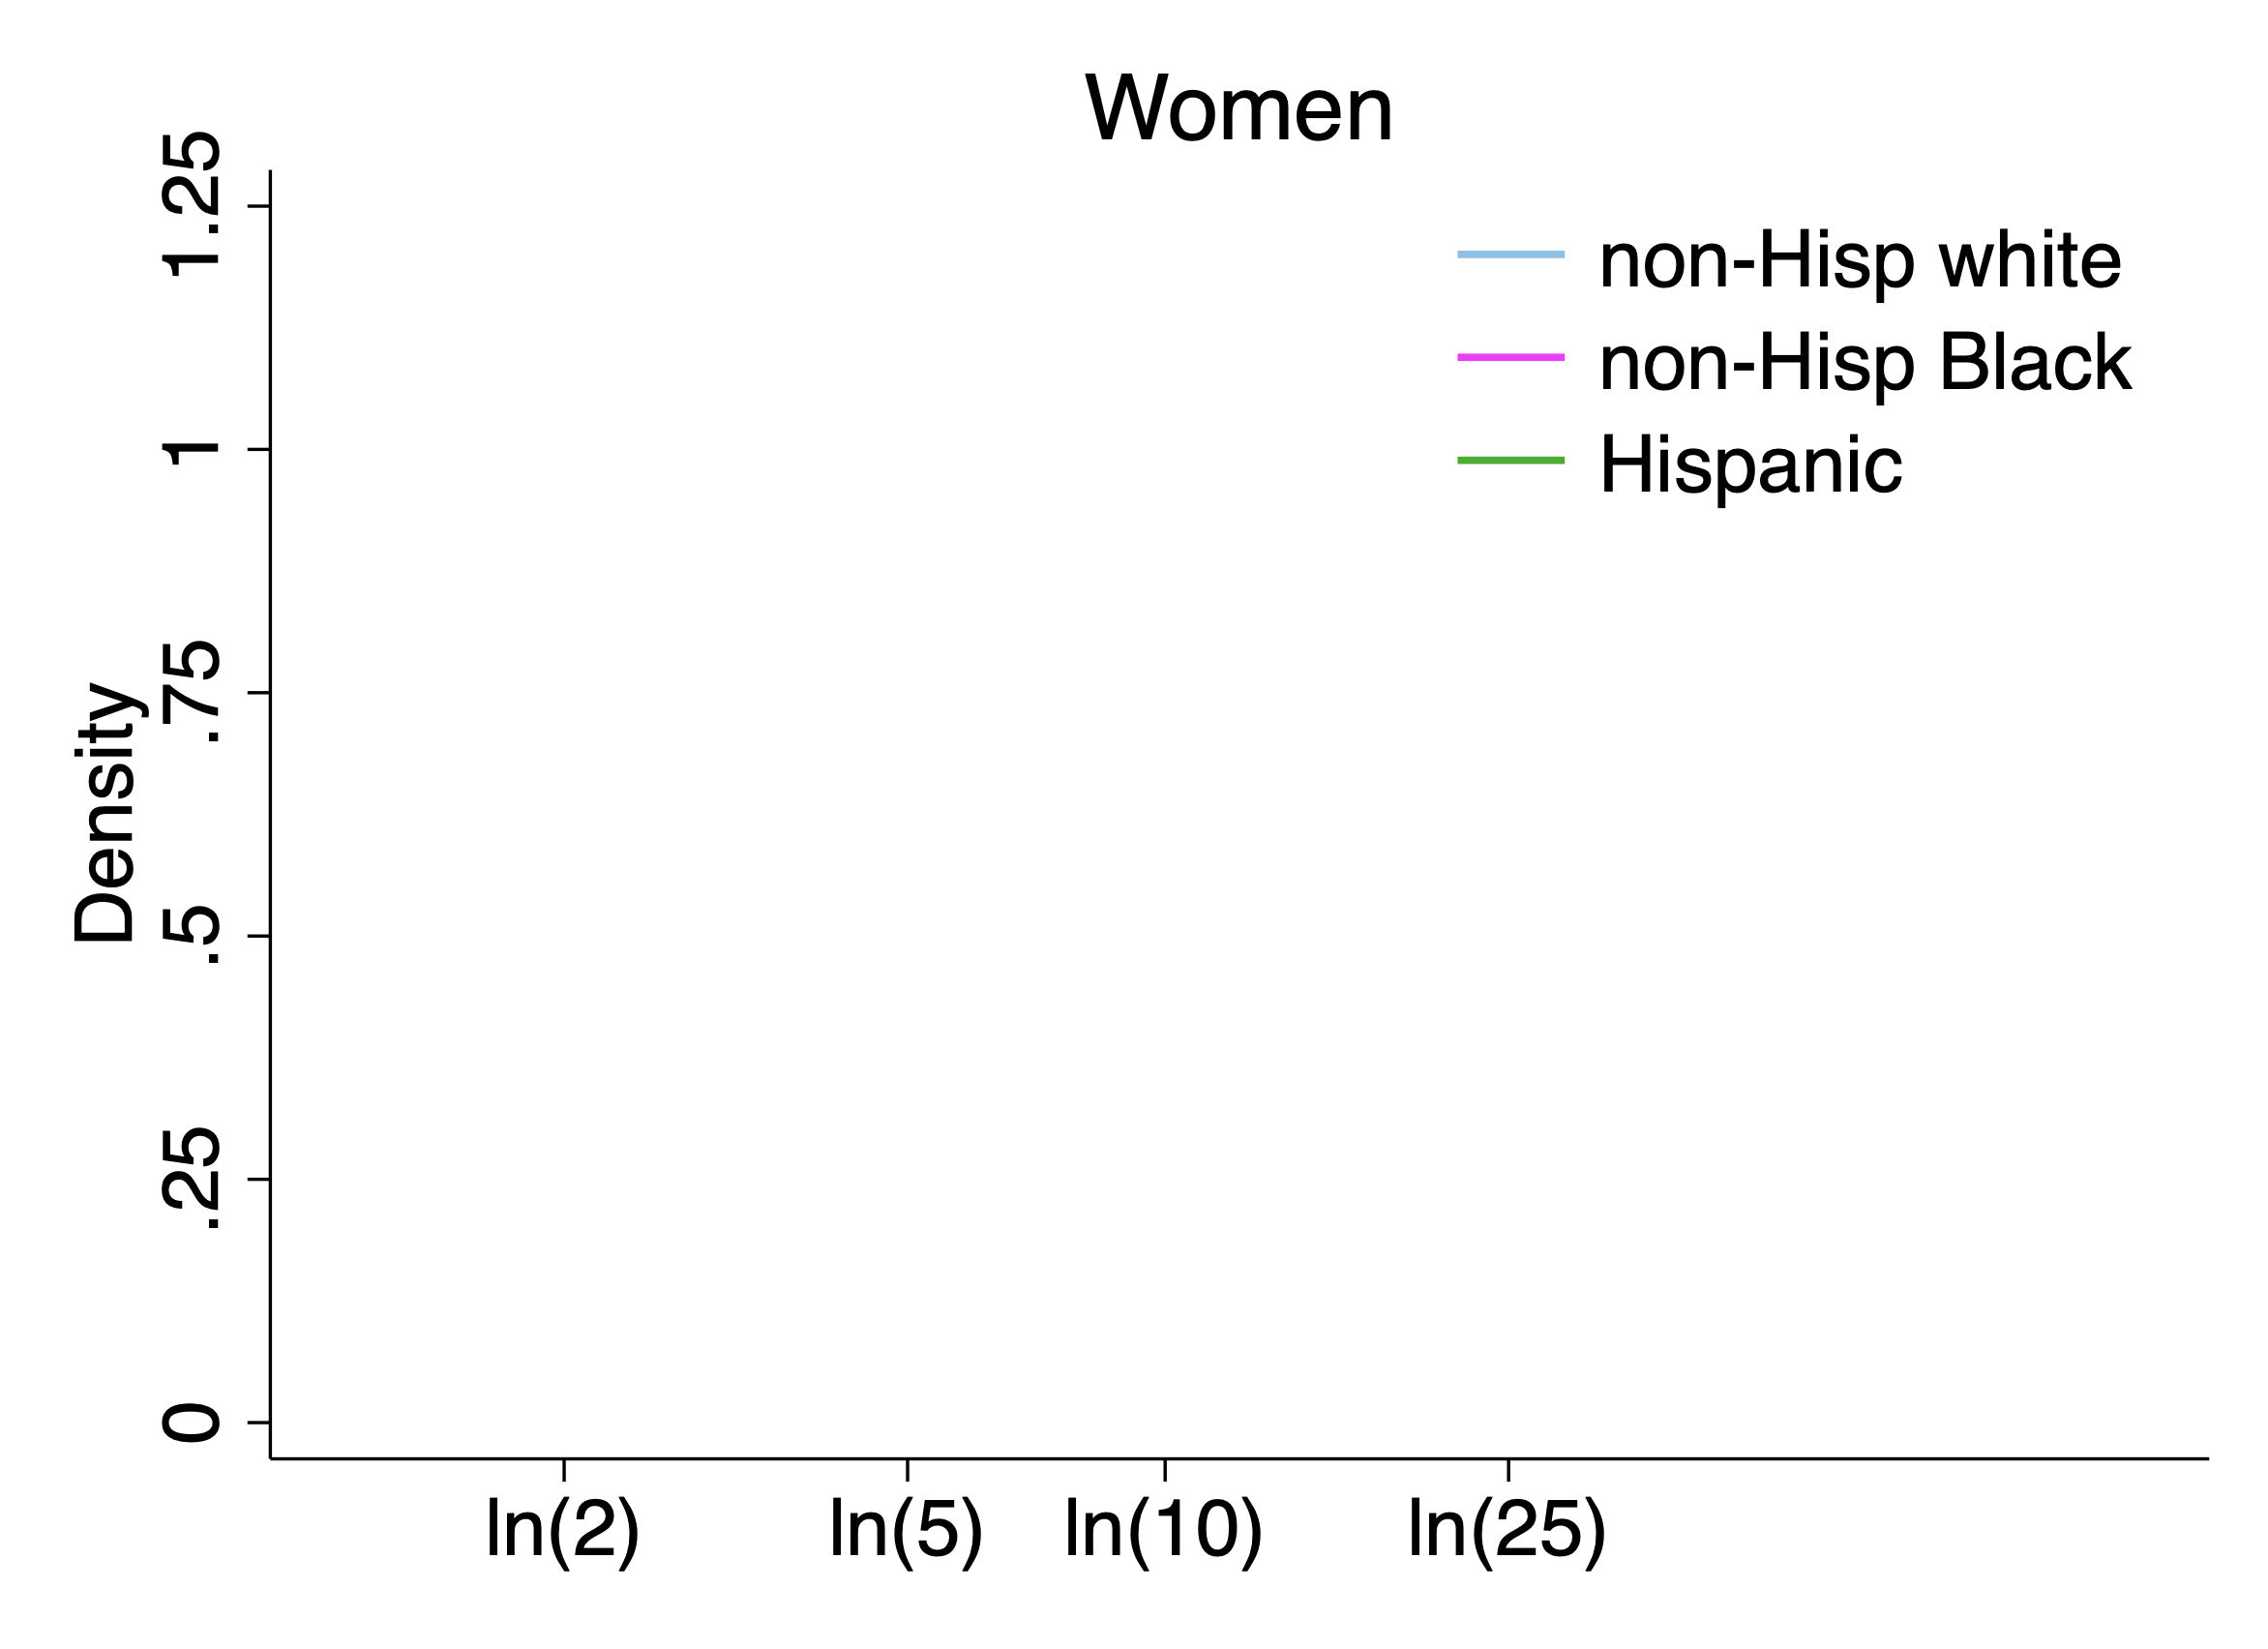 Women
non-Hisp white
non-Hisp Black
Hispanic
Density
1.25
1
.75
.5
.25
0
ln(2) ln(5) ln(10) ln(25)